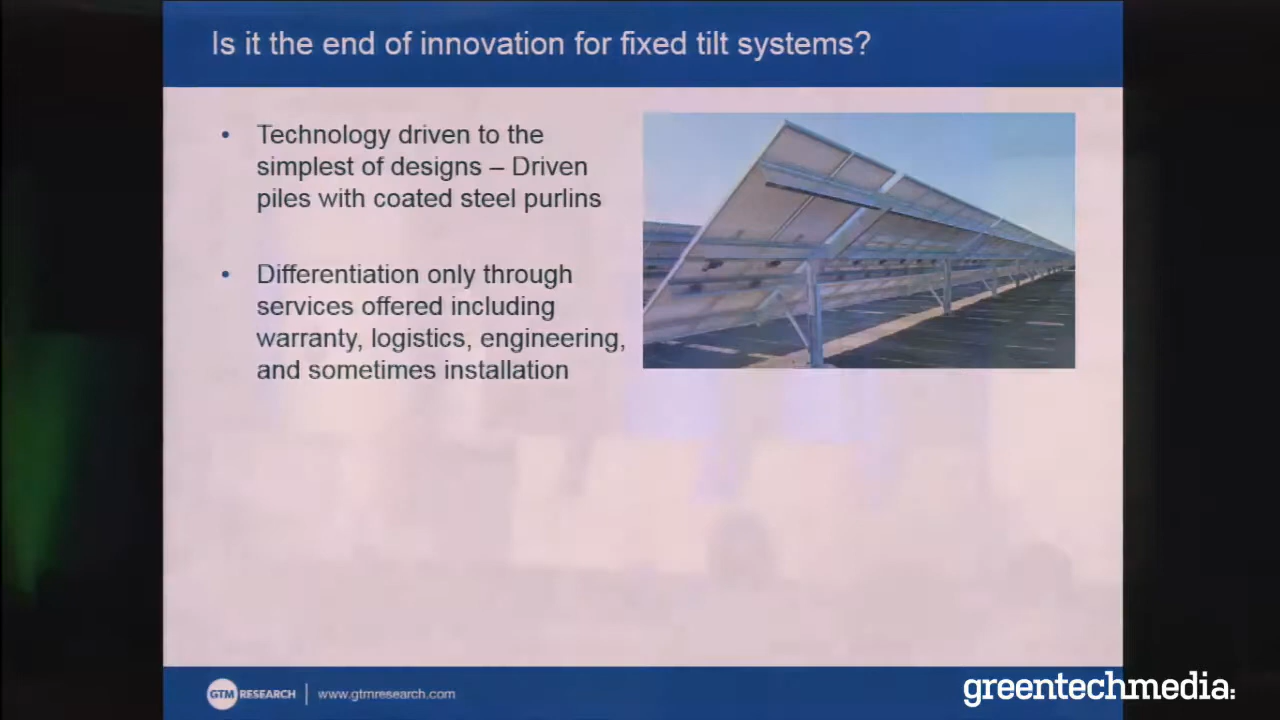 Is it the end of innovation for fixed tilt systems?
• Technology driven to the
simplest of designs – Driven
piles with coated steel purlins
• Differentiation only through
services offered including
warranty, logistics, engineering,
and sometimes installation
GTM RESEARCH | www.gtmresearch.com
greentechmedia: